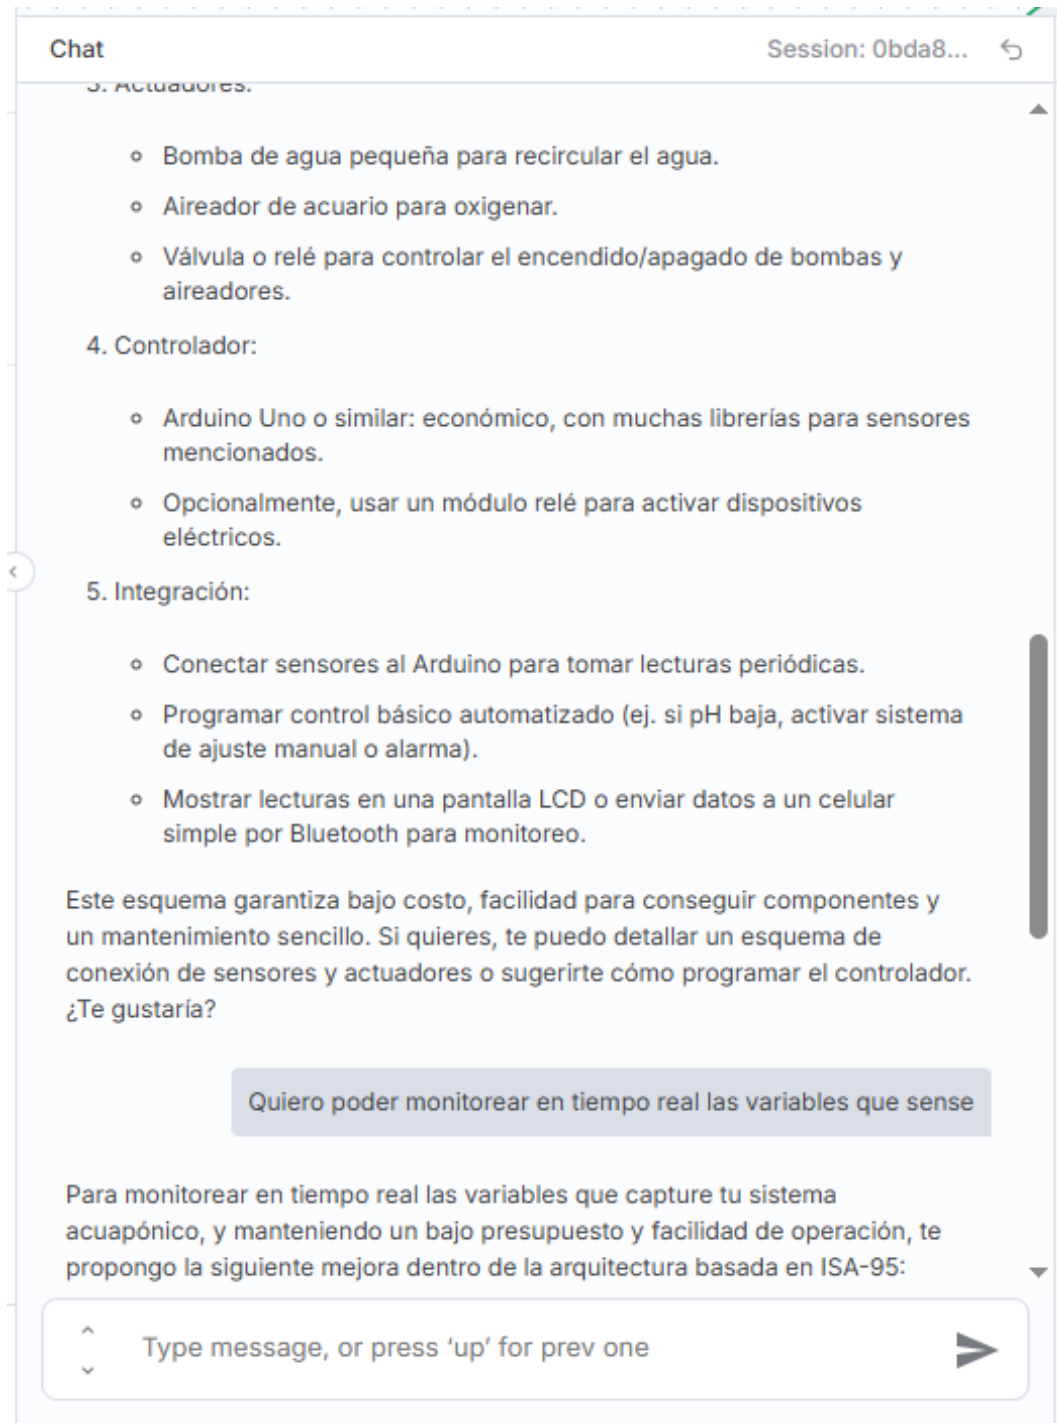 Chat
Session: 0bda8...
3. Actuadores:
Bomba de agua pequeña para recircular el agua.
Aireador de acuario para oxigenar.
Válvula o relé para controlar el encendido/apagado de bombas y
aireadores.
4. Controlador:
Arduino Uno o similar: económico, con muchas librerías para sensores
mencionados.
Opcionalmente, usar un módulo relé para activar dispositivos
eléctricos.
5. Integración:
Conectar sensores al Arduino para tomar lecturas periódicas.
Programar control básico automatizado (ej. si pH baja, activar sistema
de ajuste manual o alarma).
Mostrar lecturas en una pantalla LCD o enviar datos a un celular
simple por Bluetooth para monitoreo.
Este esquema garantiza bajo costo, facilidad para conseguir componentes y
un mantenimiento sencillo. Si quieres, te puedo detallar un esquema de
conexión de sensores y actuadores o sugerirte cómo programar el controlador.
¿Te gustaría?
Quiero poder monitorear en tiempo real las variables que sense
Para monitorear en tiempo real las variables que capture tu sistema
acuapónico, y manteniendo un bajo presupuesto y facilidad de operación, te
propongo la siguiente mejora dentro de la arquitectura basada en ISA-95:
Type message, or press ‘up’ for prev one